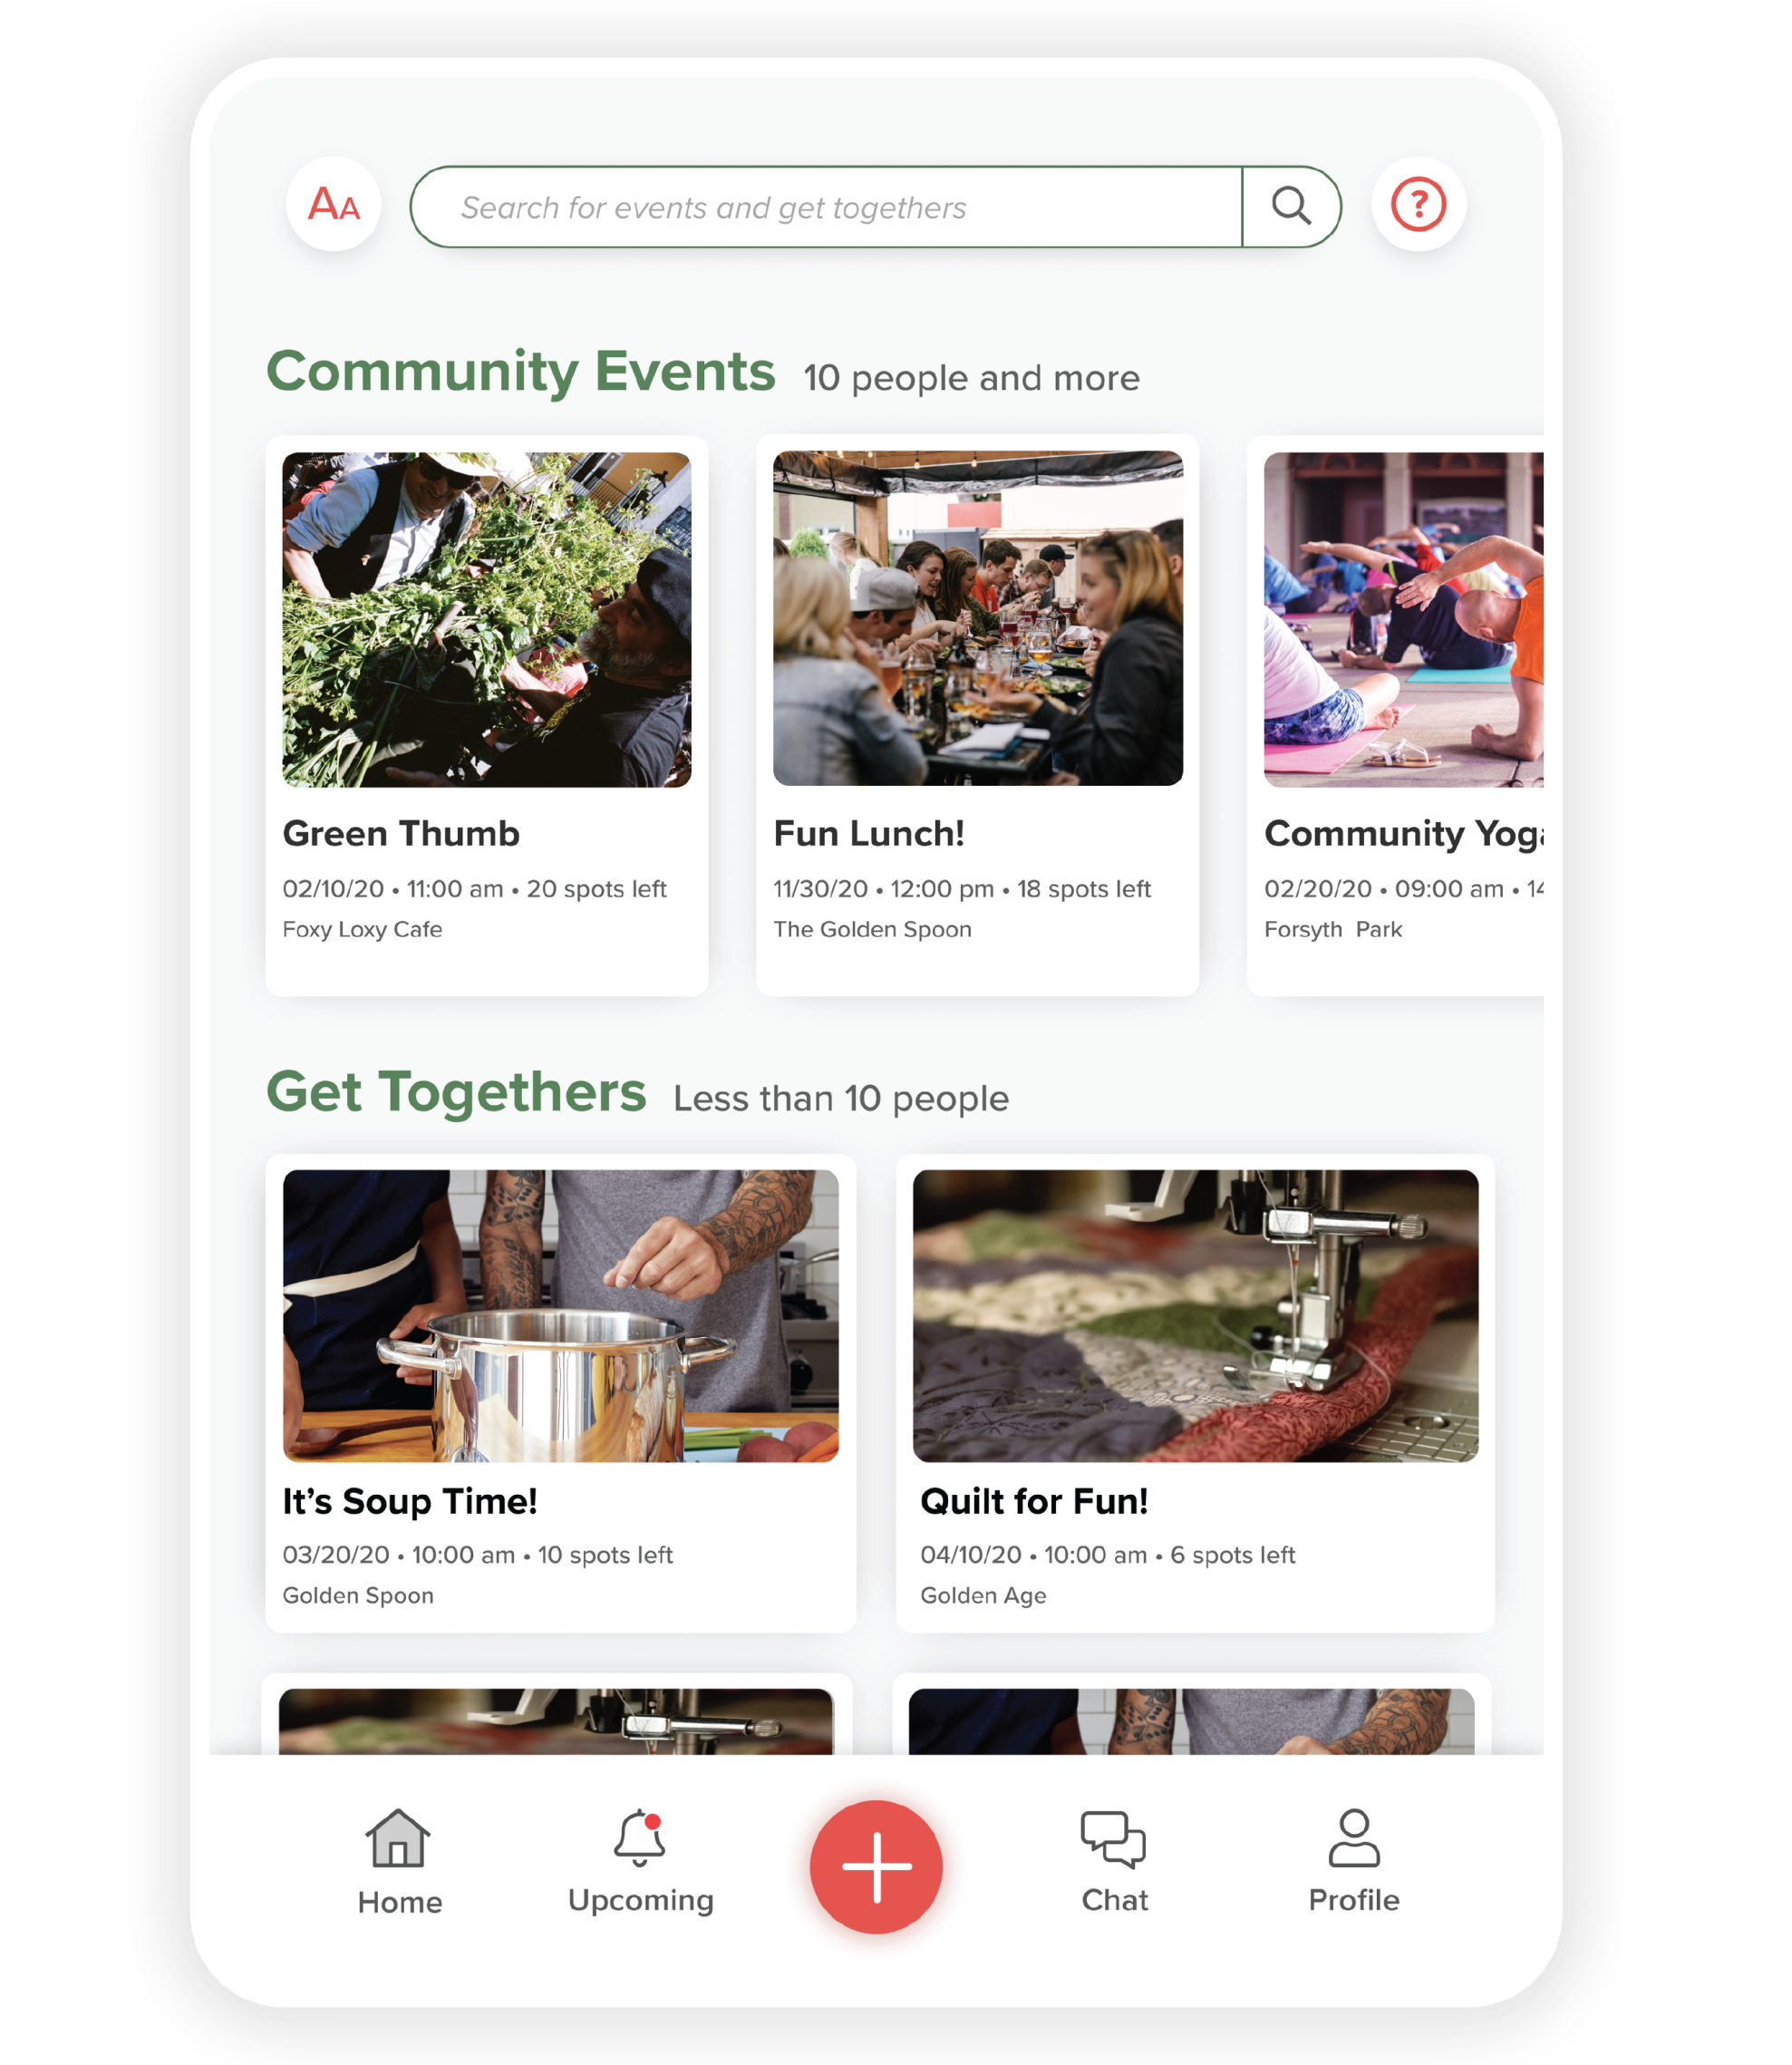 AA
Search for events and get togethers
?
Community Events 10 people and more
Green Thumb
02/10/20 • 11:00 am • 20 spots left
Foxy Loxy Cafe
Fun Lunch!
11/30/20 • 12:00 pm • 18 spots left
The Golden Spoon
Community Yoga
02/20/20 • 09:00 am • 14
Forsyth Park
Get Togethers Less than 10 people
It's Soup Time!
03/20/20 • 10:00 am • 10 spots left
Golden Spoon
Quilt for Fun!
04/10/20 • 10:00 am • 6 spots left
Golden Age
Home
Upcoming
Chat
Profile